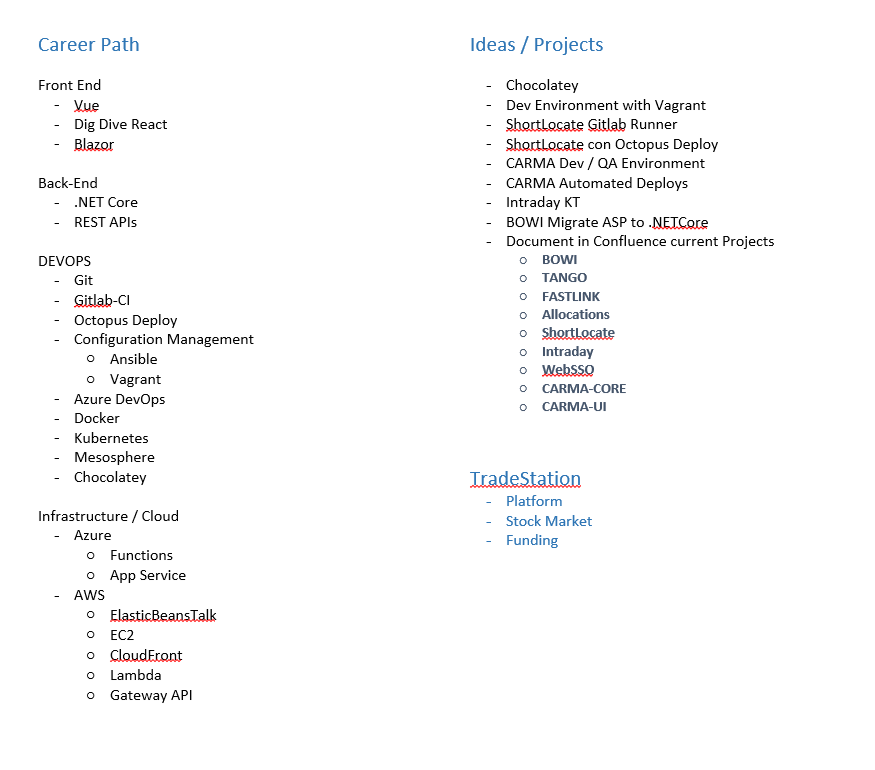 Career Path
Front End
- Vue
- Dig Dive React
- Blazor
Back-End
- .NET Core
- REST APIs
DEVOPS
- Git
- Gitlab-CI
- Octopus Deploy
- Configuration Management
o Ansible
o Vagrant
- Azure DevOps
- Docker
- Kubernetes
- Mesosphere
- Chocolatey
Infrastructure / Cloud
- Azure
o Functions
o App Service
- AWS
o ElasticBeansTalk
o EC2
o CloudFront
o Lambda
o Gateway API
Ideas / Projects
- Chocolatey
- Dev Environment with Vagrant
- ShortLocate Gitlab Runner
- ShortLocate con Octopus Deploy
- CARMA Dev / QA Environment
- CARMA Automated Deploys
- Intraday KT
- BOWI Migrate ASP to .NETCore
- Document in Confluence current Projects
o BOWI
o TANGO
o FASTLINK
o Allocations
o ShortLocate
o Intraday
o WebSSO
o CARMA-CORE
o CARMA-UI
TradeStation
- Platform
- Stock Market
- Funding